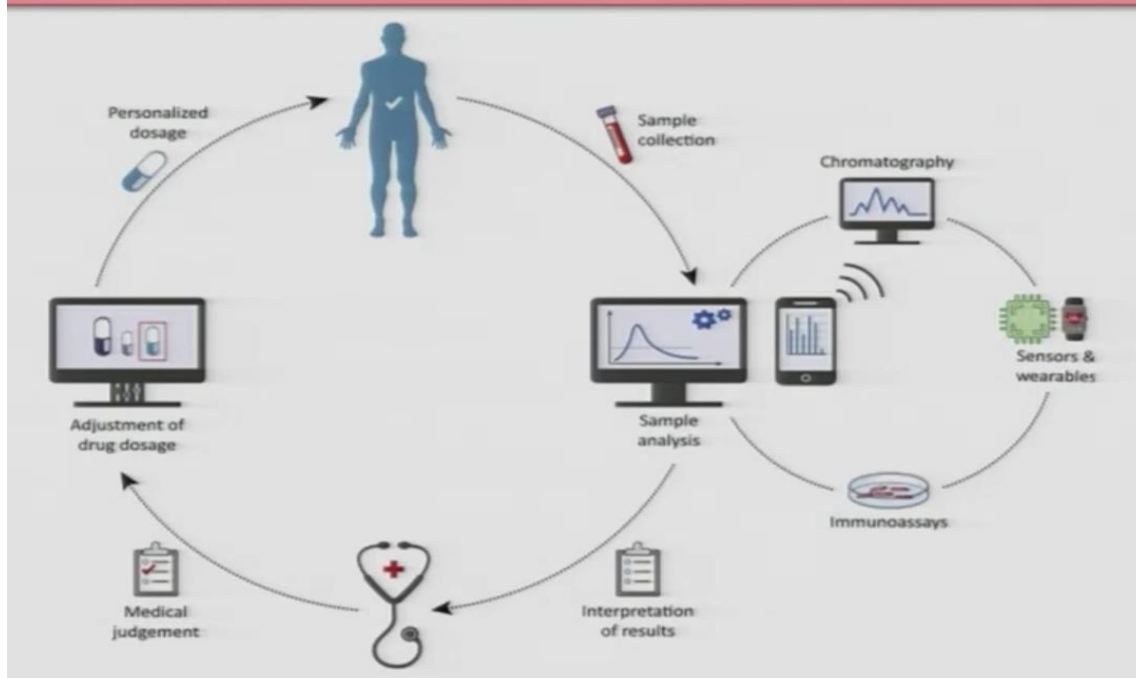 Personalized
dosage
Sample
collection
Chromatography
Sensors &
wearables
Sample
analysis
Adjustment of
drug dosage
Immunoassays
Medical
judgement
Interpretation
of results